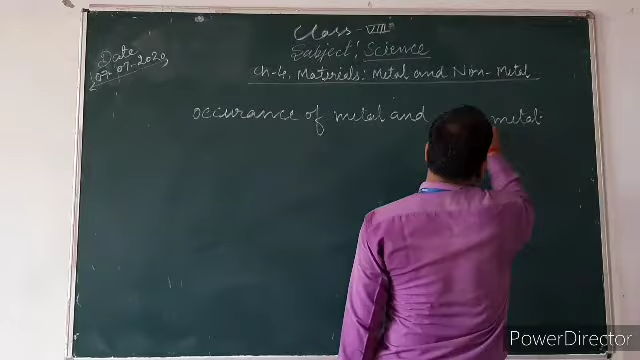 Class - VIII
Date
Subject: Science
07-07-2020
Ch-4, Materials: Metal and Non-Metal
occurance of metal and metal
PowerDirector